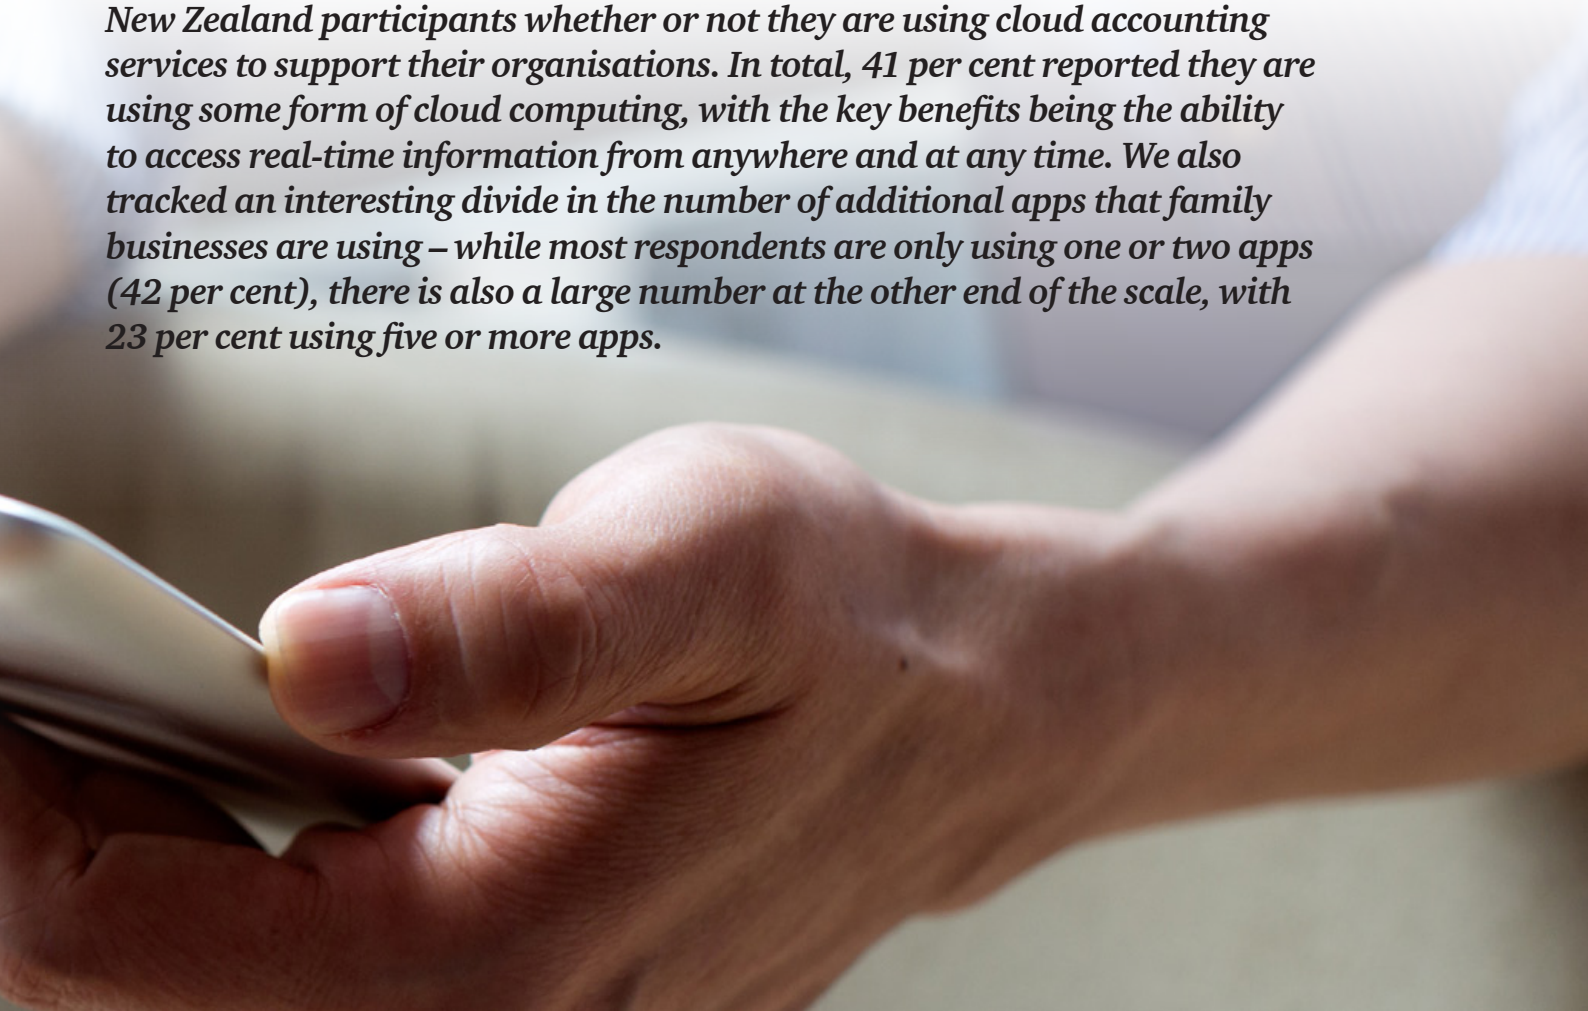 New Zealand participants whether or not they are using cloud accounting
services to support their organisations. In total, 41 per cent reported they are
using some form of cloud computing, with the key benefits being the ability
to access real-time information from anywhere and at any time. We also
tracked an interesting divide in the number of additional apps that family
businesses are using – while most respondents are only using one or two apps
(42 per cent), there is also a large number at the other end of the scale, with
23 per cent using five or more apps.